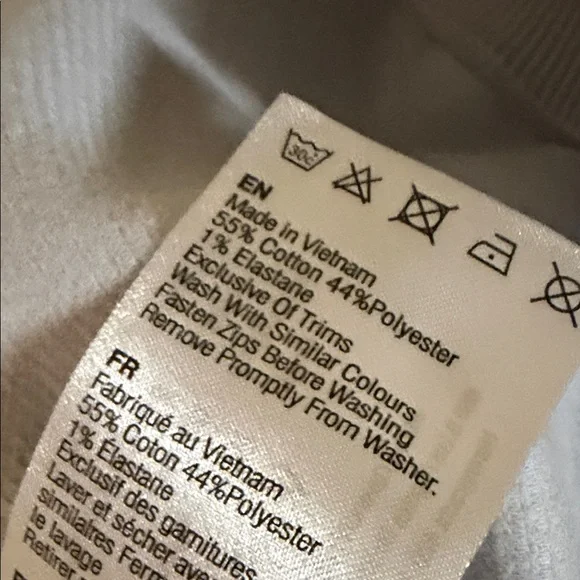 30C
EN
Made in Vietnam
55% Cotton 44%Polyester
1% Elastane
Exclusive Of Trims
Wash With Similar Colours
Fasten Zips Before Washing
Remove Promptly From Washer.
FR
Fabriqué au Vietnam
55% Coton 44%Polyester
1% Élastane
Exclusif des garnitures
Laver et sécher
similaires
le lavage
Retirer